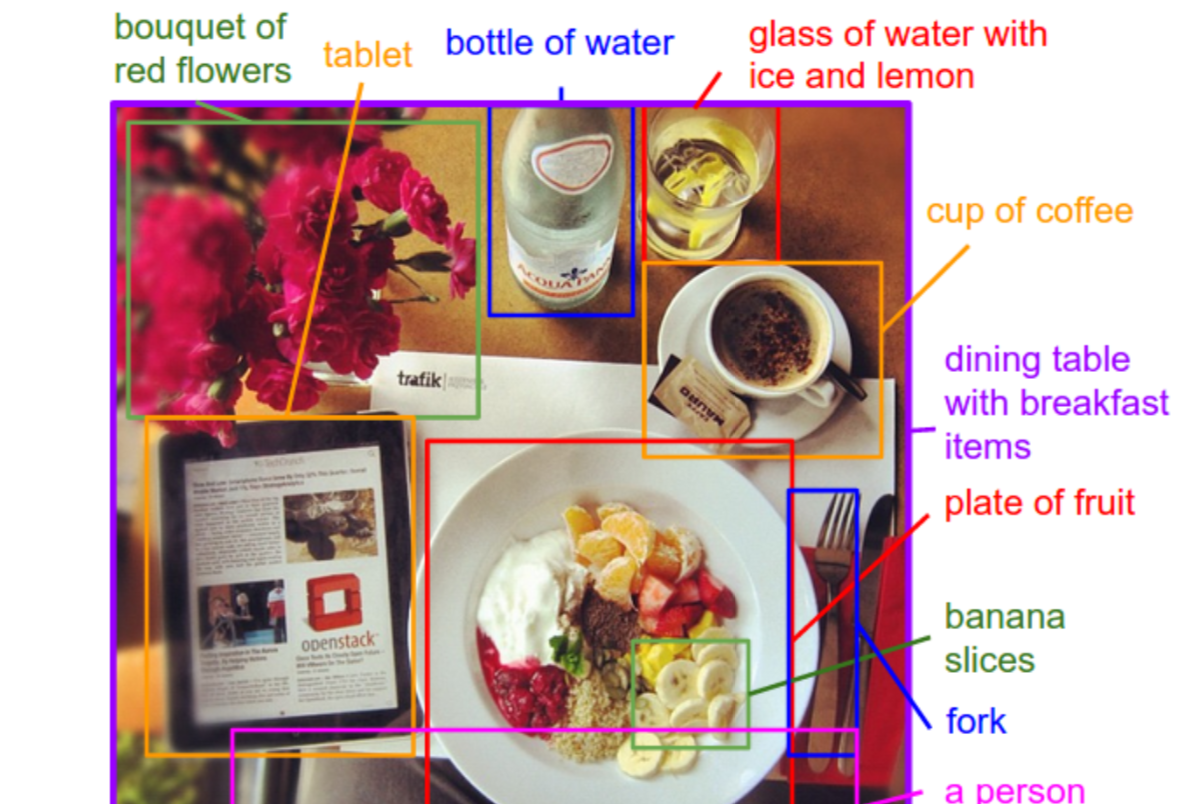 bouquet of
red flowers
tablet
bottle of water
glass of water with
ice and lemon
cup of coffee
dining table
with breakfast
items
plate of fruit
banana
slices
fork
a person
ACQUA PANNA
trafik
TechCrunch
openstack